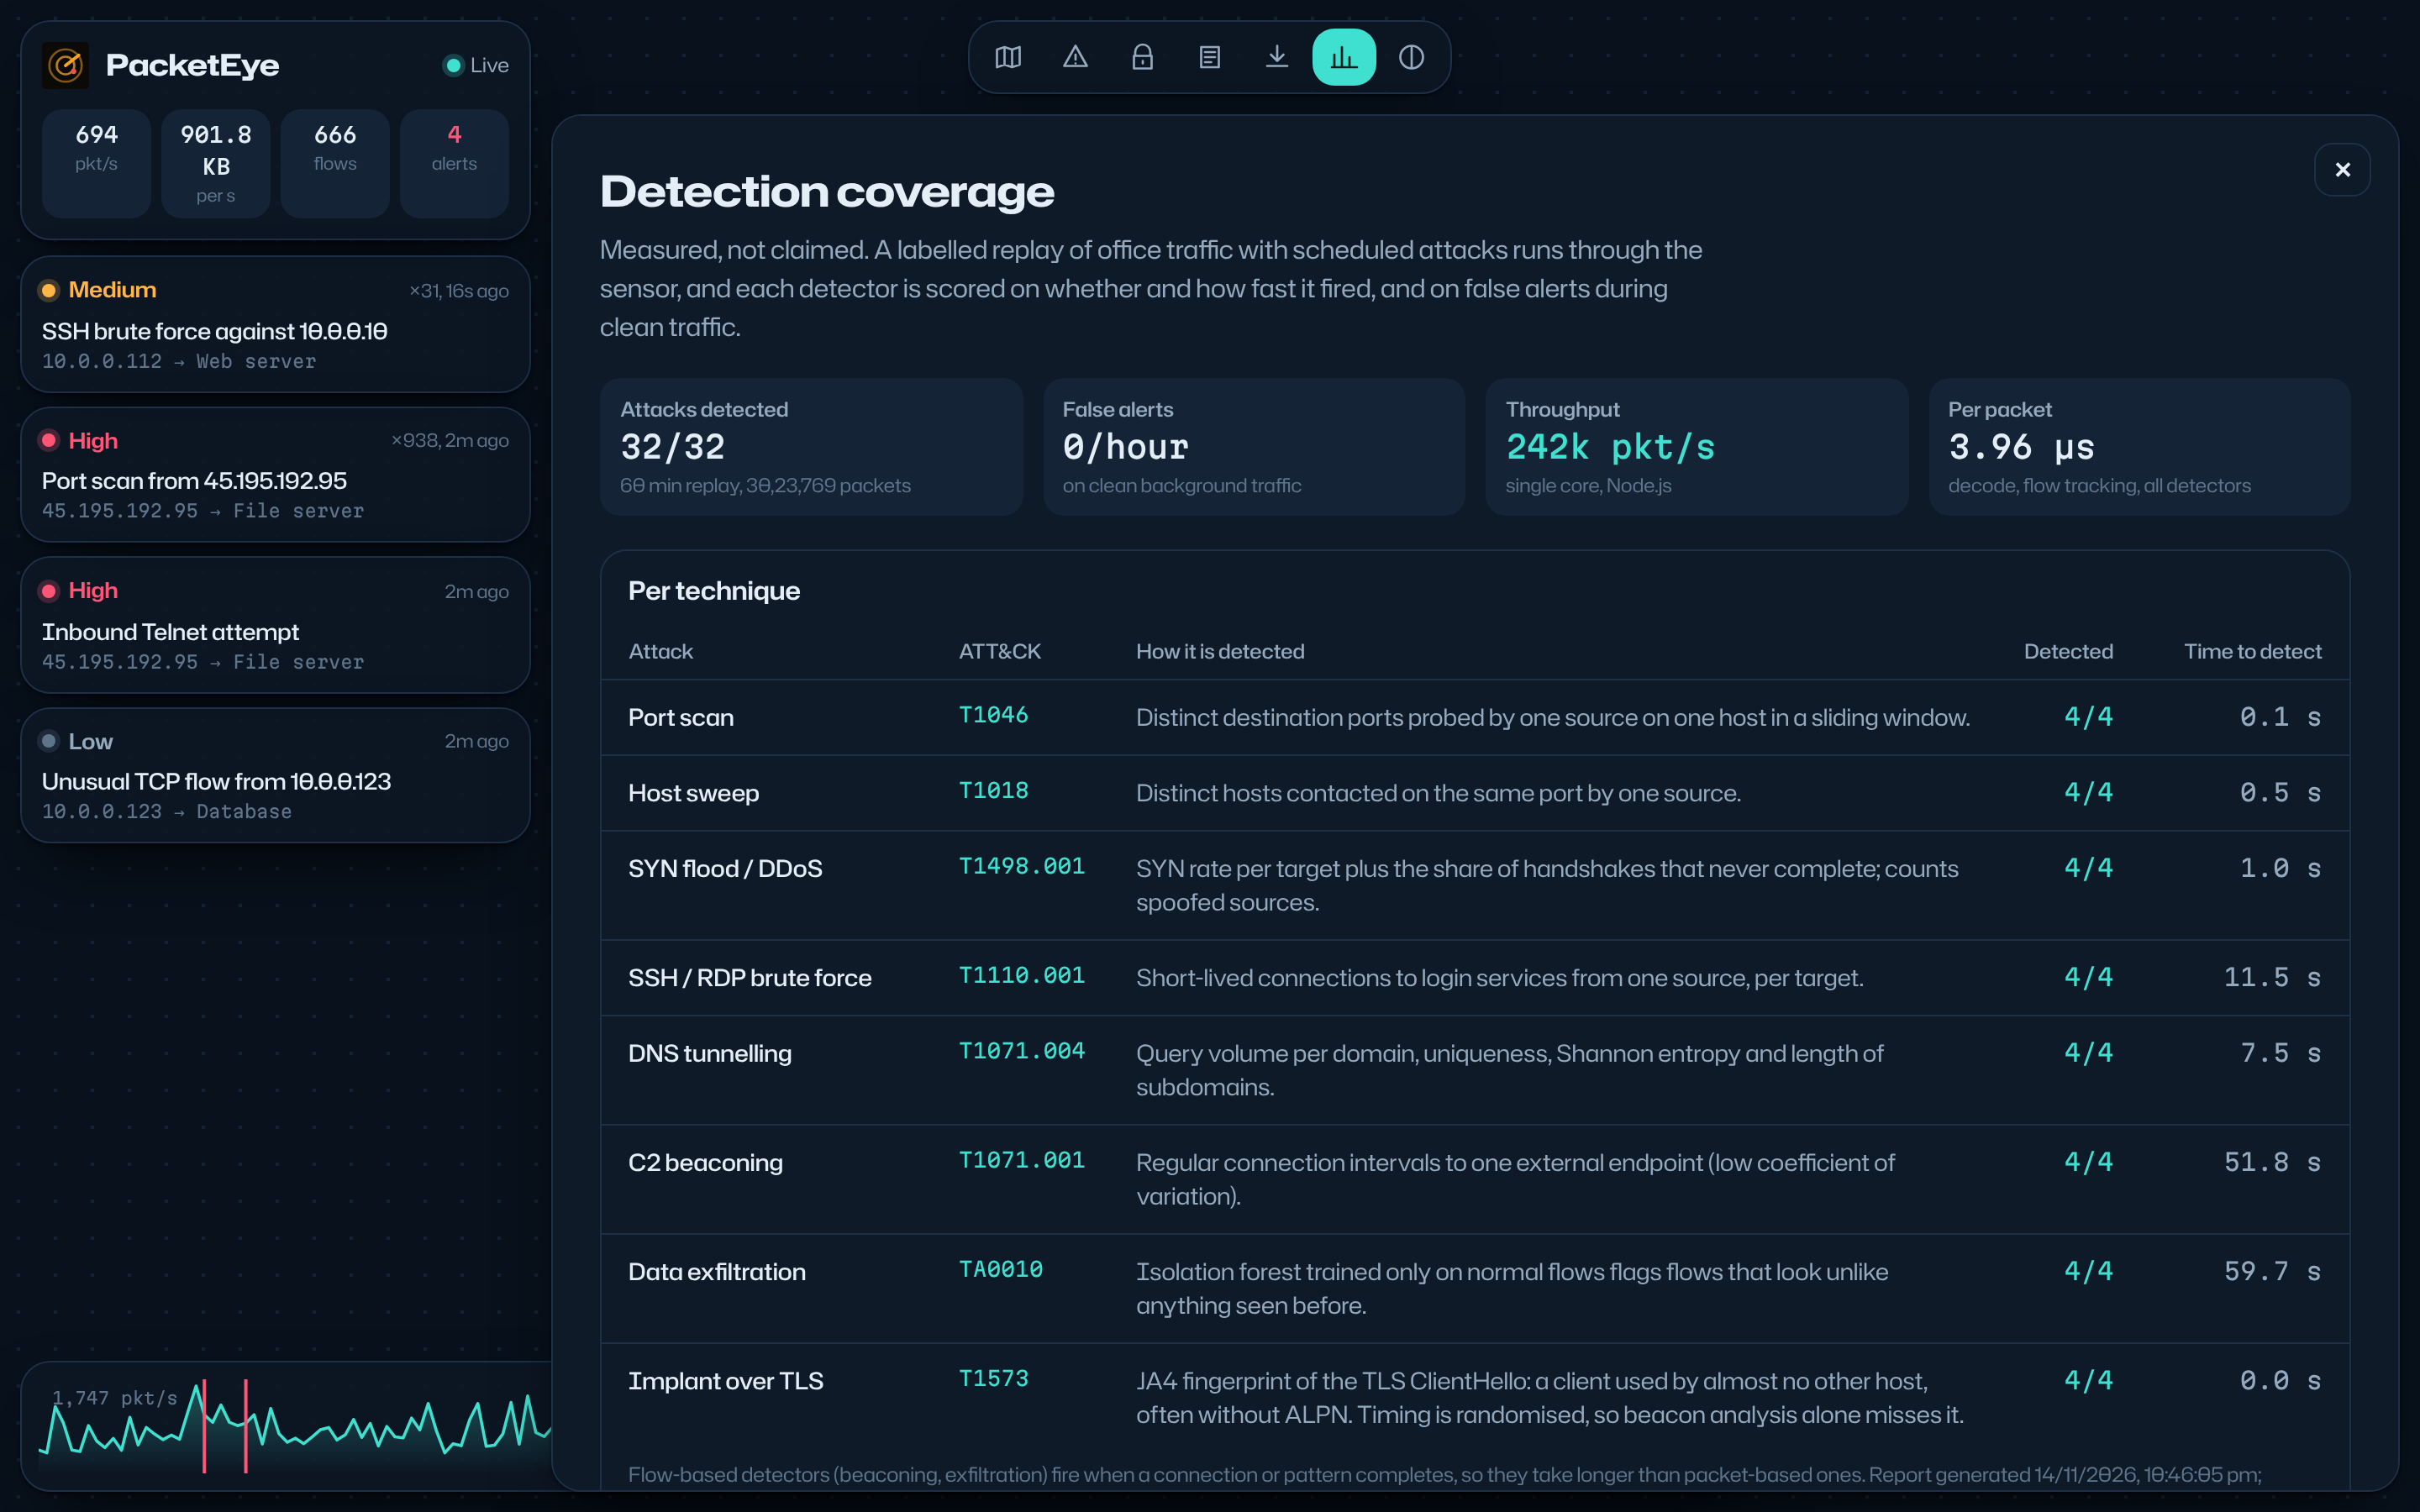 PacketEye
Live
694
pkt/s
901.8
KB
per s
666
flows
4
alerts
Medium
×31, 16s ago
SSH brute force against 10.0.0.10
10.0.0.112 → Web server
High
×938, 2m ago
Port scan from 45.195.192.95
45.195.192.95 → File server
High
2m ago
Inbound Telnet attempt
45.195.192.95 → File server
Low
2m ago
Unusual TCP flow from 10.0.0.123
10.0.0.123 → Database
1,747 pkt/s
Detection coverage
Measured, not claimed. A labelled replay of office traffic with scheduled attacks runs through the
sensor, and each detector is scored on whether and how fast it fired, and on false alerts during
clean traffic.
Attacks detected
32/32
60 min replay, 30,23,769 packets
False alerts
0/hour
on clean background traffic
Throughput
242k pkt/s
single core, Node.js
Per packet
3.96 µs
decode, flow tracking, all detectors
Per technique
Attack ATT&CK How it is detected Detected Time to detect
Port scan T1046 Distinct destination ports probed by one source on one host in a sliding window. 4/4 0.1 s
Host sweep T1018 Distinct hosts contacted on the same port by one source. 4/4 0.5 s
SYN flood / DDoS T1498.001 SYN rate per target plus the share of handshakes that never complete; counts 4/4 1.0 s
spoofed sources.
SSH / RDP brute force T1110.001 Short-lived connections to login services from one source, per target. 4/4 11.5 s
DNS tunnelling T1071.004 Query volume per domain, uniqueness, Shannon entropy and length of 4/4 7.5 s
subdomains.
C2 beaconing T1071.001 Regular connection intervals to one external endpoint (low coefficient of 4/4 51.8 s
variation).
Data exfiltration TA0010 Isolation forest trained only on normal flows flags flows that look unlike 4/4 59.7 s
anything seen before.
Implant over TLS T1573 JA4 fingerprint of the TLS ClientHello: a client used by almost no other host, 4/4 0.0 s
often without ALPN. Timing is randomised, so beacon analysis alone misses it.
Flow-based detectors (beaconing, exfiltration) fire when a connection or pattern completes, so they take longer than packet-based ones. Report generated 14/11/2026, 10:46:05 pm;